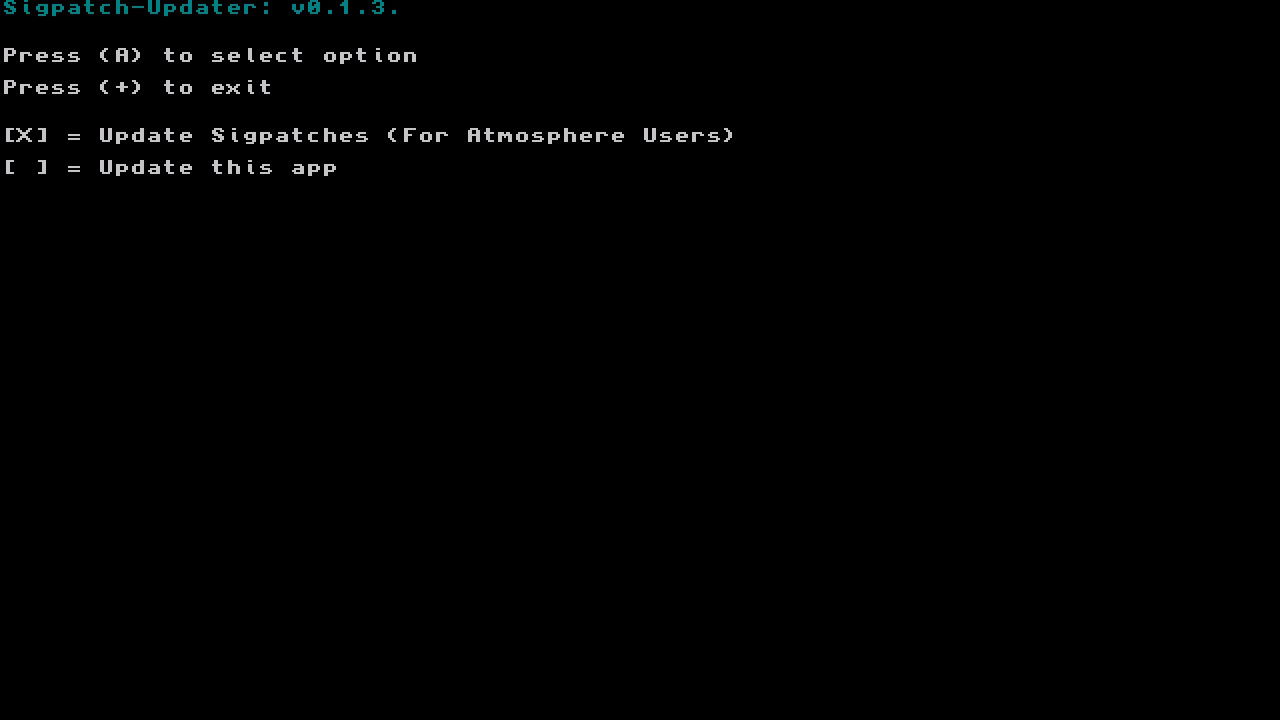 Sigpatch-Updater: v0.1.3.
Press (A) to select option
Press (+) to exit
[X] = Update Sigpatches (For Atmosphere Users)
[ ] = Update this app